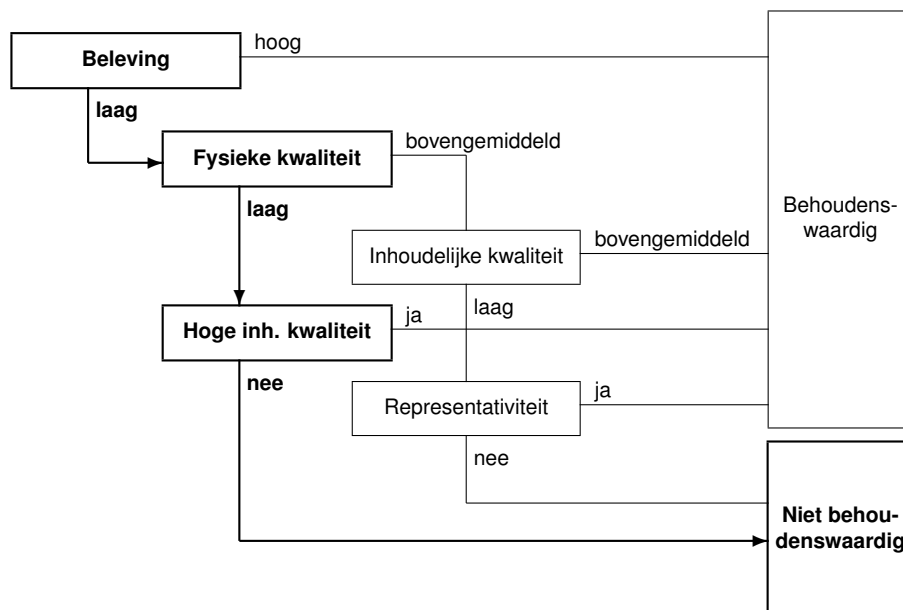 hoog
Beleving
laag
bovengemiddeld
Fysieke kwaliteit
laag
Behoudens-
waardig
bovengemiddeld
Inhoudelijke kwaliteit
laag
ja
Hoge inh. kwaliteit
nee
ja
Representativiteit
nee
Niet behou-
denswaardig